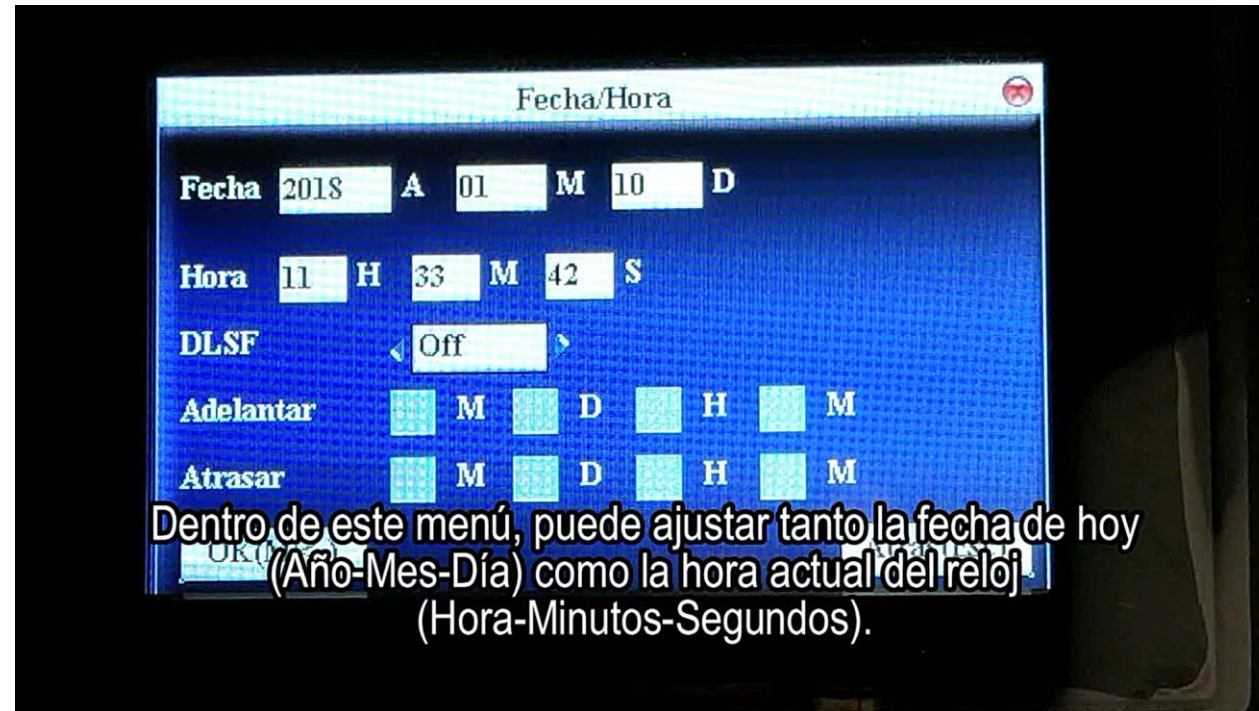 Fecha/Hora
Fecha 2018 A 01 M 10 D
Hora 11 H 33 M 42 S
DLSF Off
Adelantar M D H M
Atrasar M D H M
Dentro de este menú, puede ajustar tanto la fecha de hoy
(Año-Mes-Día) como la hora actual del reloj
(Hora-Minutos-Segundos).